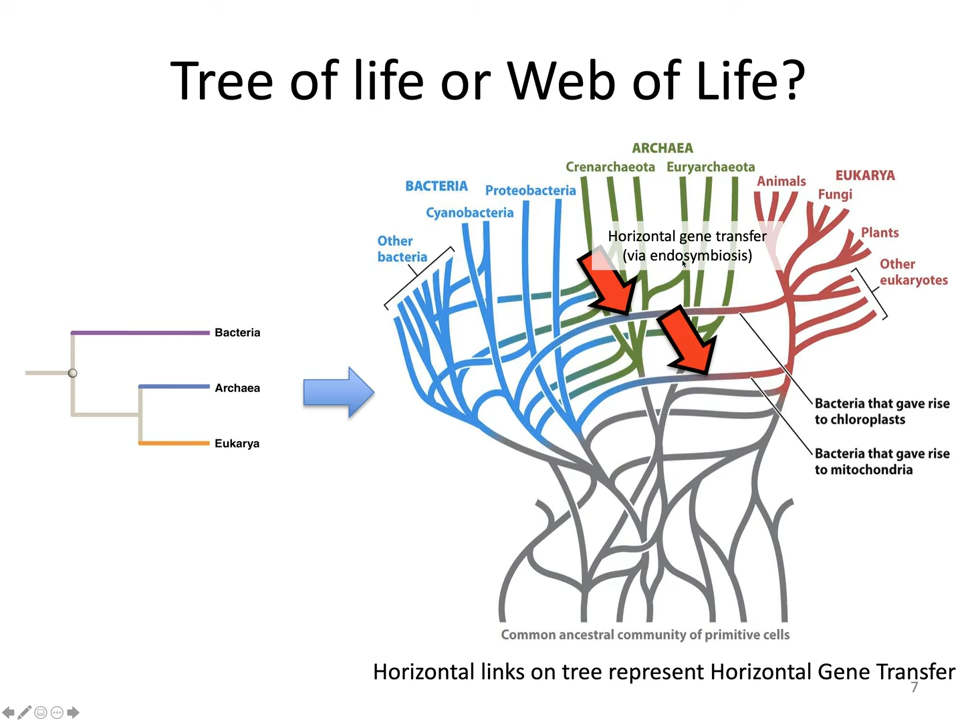 Tree of life or Web of Life?
ARCHAEA
Crenarchaeota Euryarchaeota
BACTERIA
Proteobacteria
Cyanobacteria
Other
bacteria
Animals
EUKARYA
Fungi
Plants
Other
eukaryotes
Horizontal gene transfer
(via endosymbiosis)
Bacteria
Archaea
Eukarya
Bacteria that gave rise
to chloroplasts
Bacteria that gave rise
to mitochondria
Common ancestral community of primitive cells
Horizontal links on tree represent Horizontal Gene Transfer
7